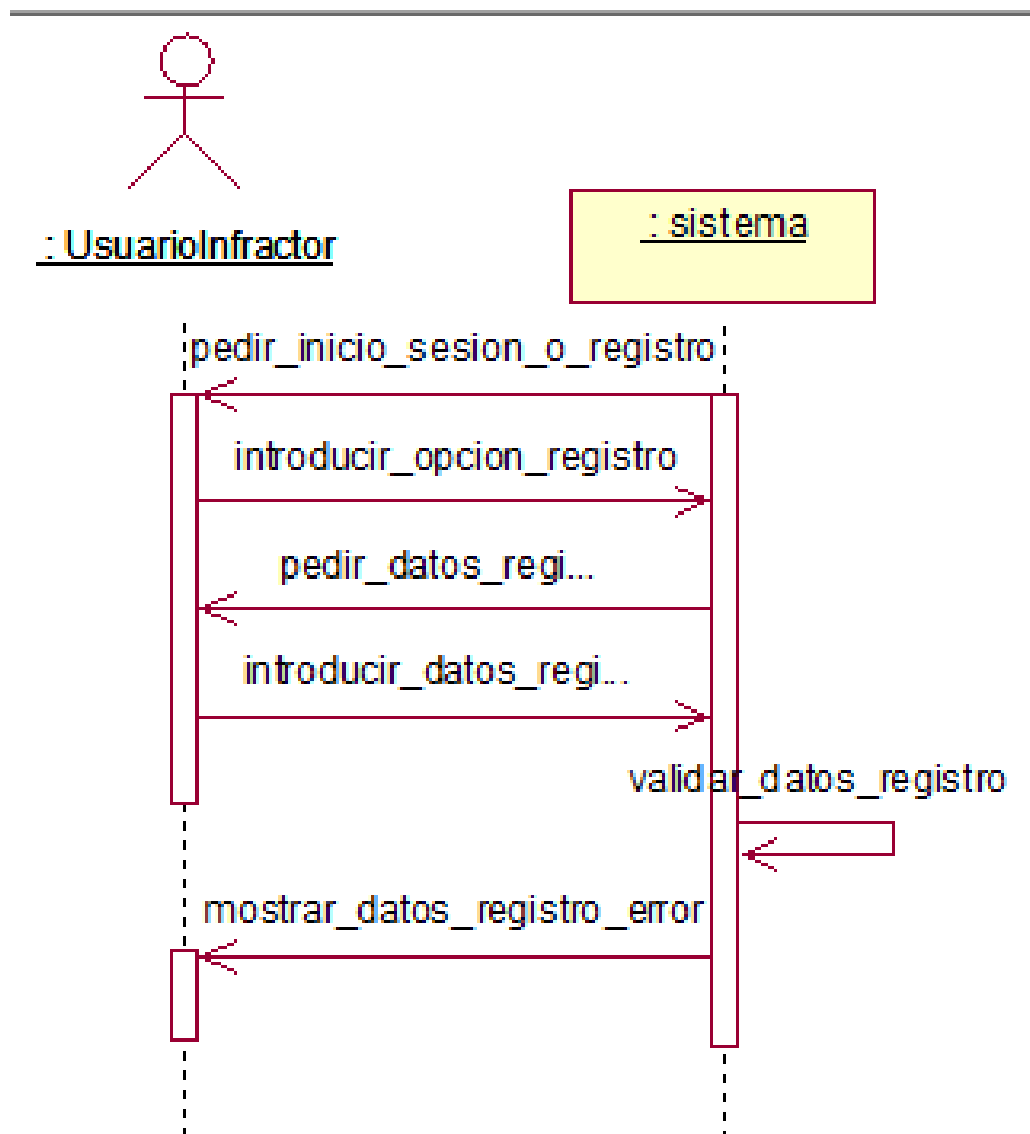 : UsuarioInfractor
: sistema
pedir_inicio_sesion_o_registro
introducir_opcion_registro
pedir_datos_regi...
introducir_datos_regi...
validar_datos_registro
mostrar_datos_registro_error